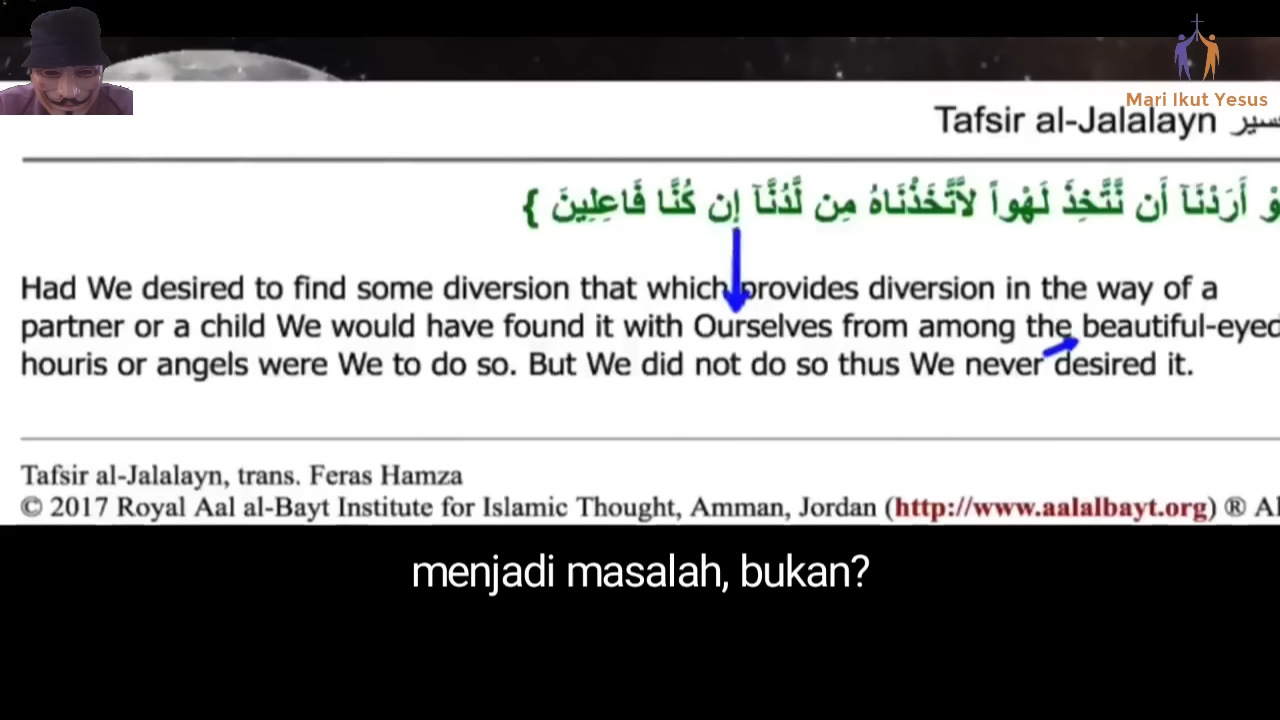 Mari Ikut Yesus
Tafsir al-Jalalayn
أَرَدْنَآ أَن نَّتَّخِذَ لَهْواً لاَّتَّخَذْنَاهُ مِن لَّدُنَّآ إِن كُنَّا فَاعِلِينَ }
Had We desired to find some diversion that which provides diversion in the way of a
partner or a child We would have found it with Ourselves from among the beautiful-eyed
houris or angels were We to do so. But We did not do so thus We never desired it.
Tafsir al-Jalalayn, trans. Feras Hamza
© 2017 Royal Aal al-Bayt Institute for Islamic Thought, Amman, Jordan (http://www.aalalbayt.org) ®
menjadi masalah, bukan?